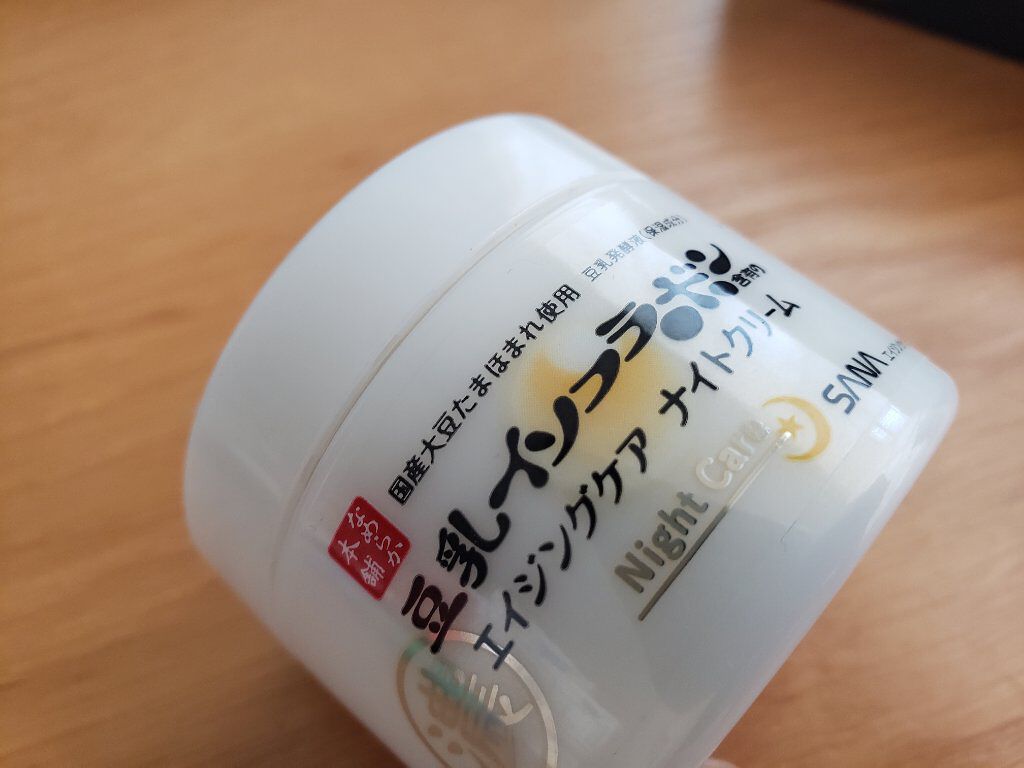 なめらか
本舗
国産大豆たまほまれ使用 豆乳発酵液(保湿成分)
豆乳イソフラボン含有
エイジングケア ナイトクリーム
Night Care
SANA